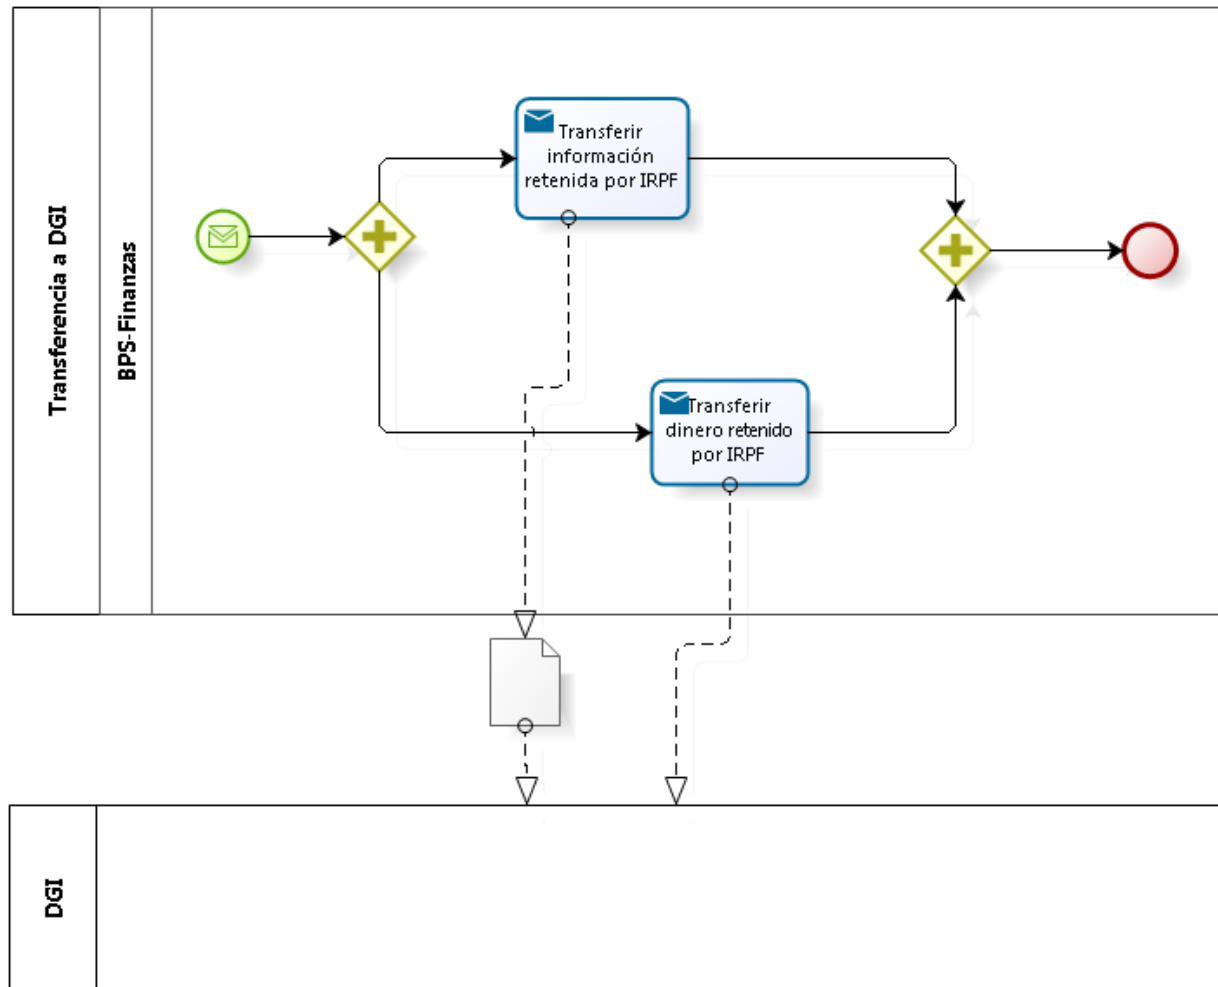 Transferencia a DGI
BPS-Finanzas
Transferir
información
retenida por IRPF
Transferir
dinero retenido
por IRPF
DGI